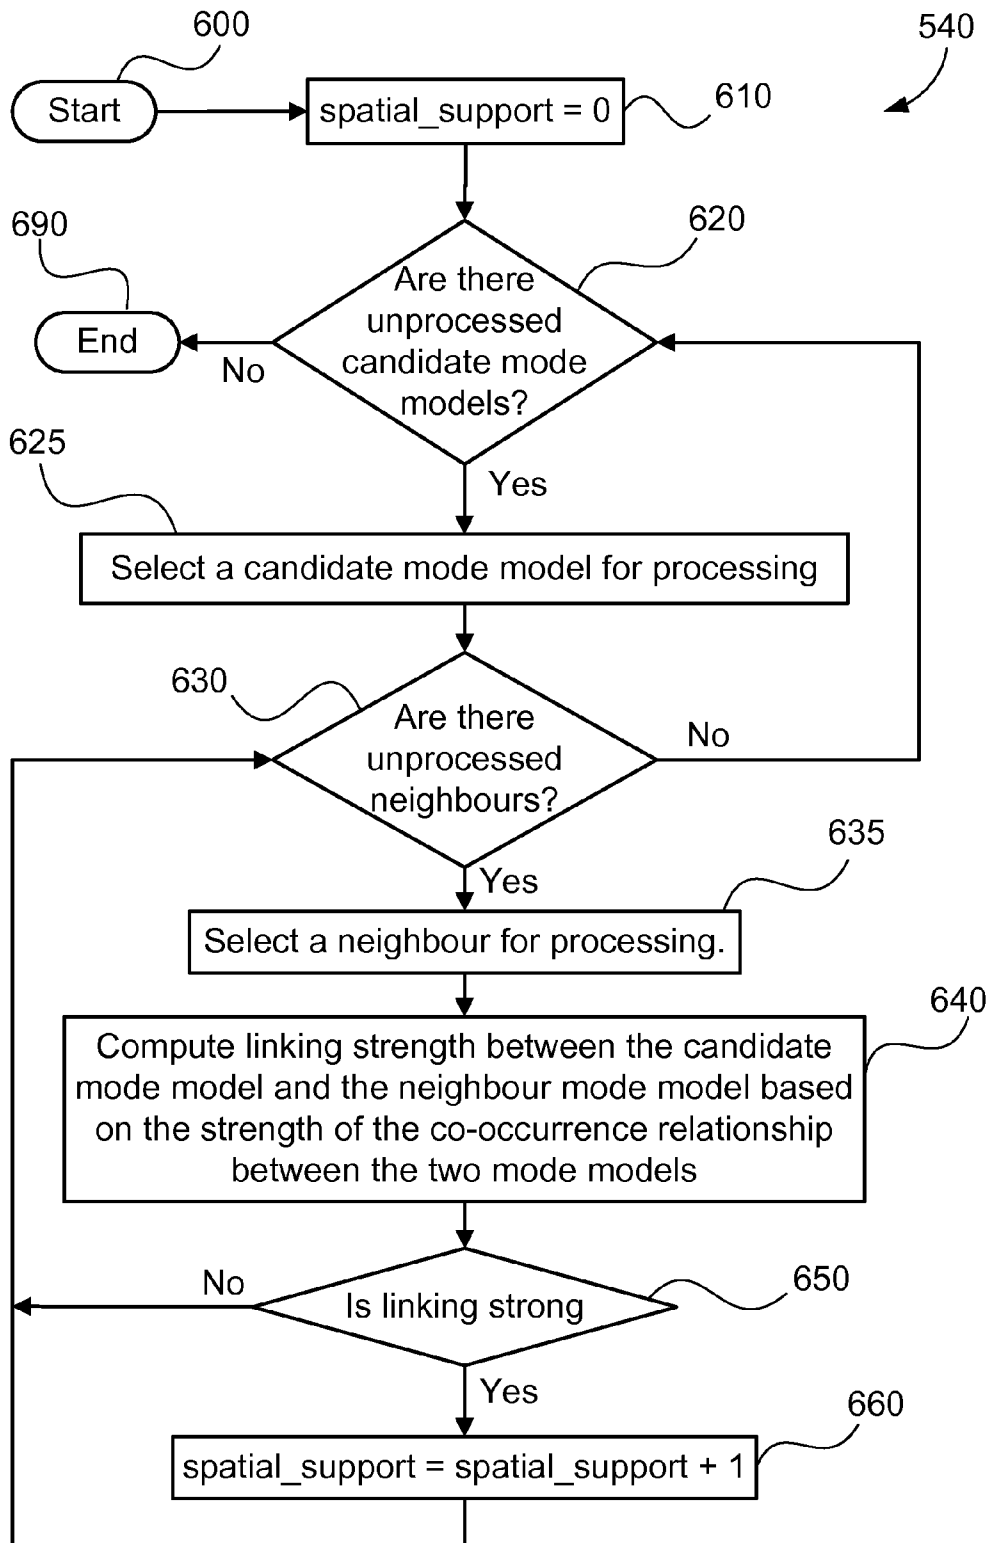 600
540
Start
spatial_support = 0
610
690
620
Are there
unprocessed
candidate mode
models?
End
No
625
Yes
Select a candidate mode model for processing
630
Are there
unprocessed
neighbours?
No
635
Yes
Select a neighbour for processing.
640
Compute linking strength between the candidate
mode model and the neighbour mode model based
on the strength of the co-occurrence relationship
between the two mode models
No
650
Is linking strong
Yes
660
spatial_support = spatial_support + 1